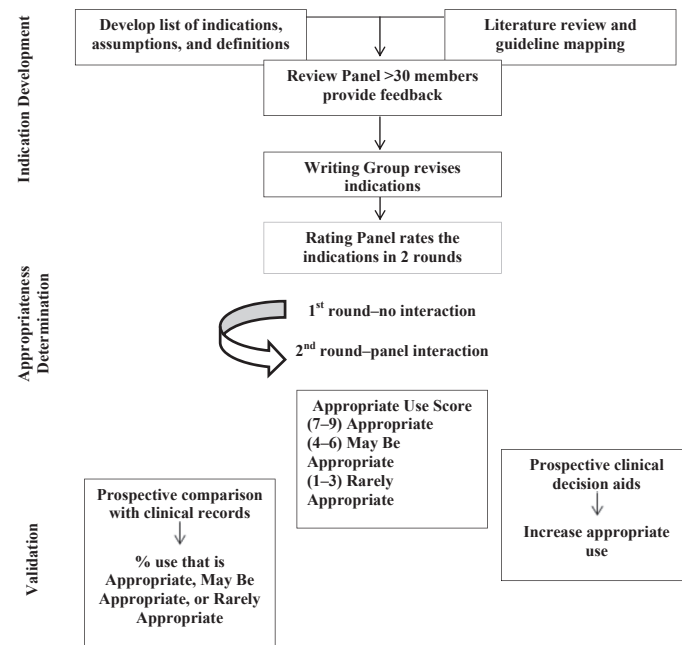 Indication Development
Develop list of indications,
assumptions, and definitions
Literature review and
guideline mapping
Review Panel >30 members
provide feedback
Writing Group revises
indications
Appropriateness
Determination
Rating Panel rates the
indications in 2 rounds
1st round–no interaction
2nd round–panel interaction
Appropriate Use Score
(7–9) Appropriate
(4–6) May Be
Appropriate
(1–3) Rarely
Appropriate
Validation
Prospective comparison
with clinical records
% use that is
Appropriate, May Be
Appropriate, or Rarely
Appropriate
Prospective clinical
decision aids
Increase appropriate
use